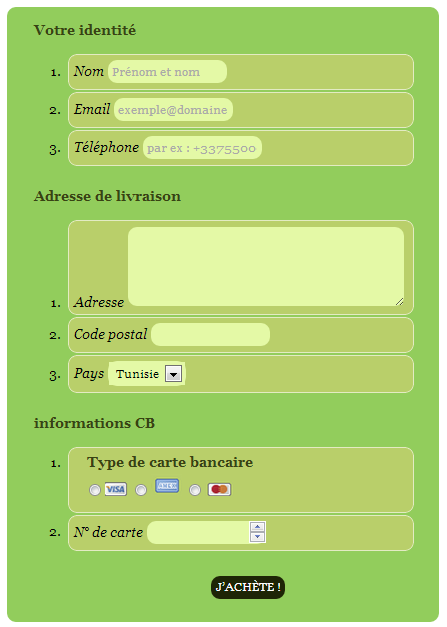 Votre identité
1. Nom Prénom et nom
2. Email exemple@domaine
3. Téléphone par ex : +3375500
Adresse de livraison
1. Adresse
2. Code postal
3. Pays Tunisie
informations CB
1. Type de carte bancaire
VISA AMEX
2. N° de carte
J'ACHÈTE !